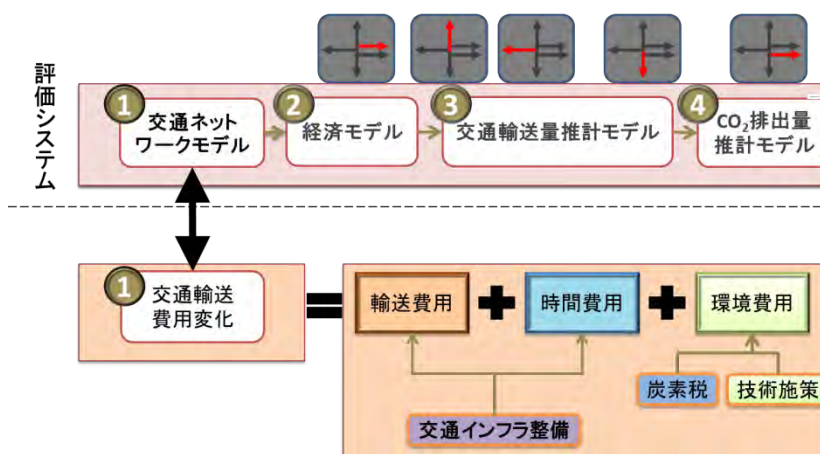 評価システム
1
交通ネット
ワークモデル
2
経済モデル
3
交通輸送量推計モデル
4
CO₂排出量
推計モデル
1
交通輸送
費用変化
=
輸送費用
+
時間費用
+
環境費用
炭素税
技術施策
交通インフラ整備